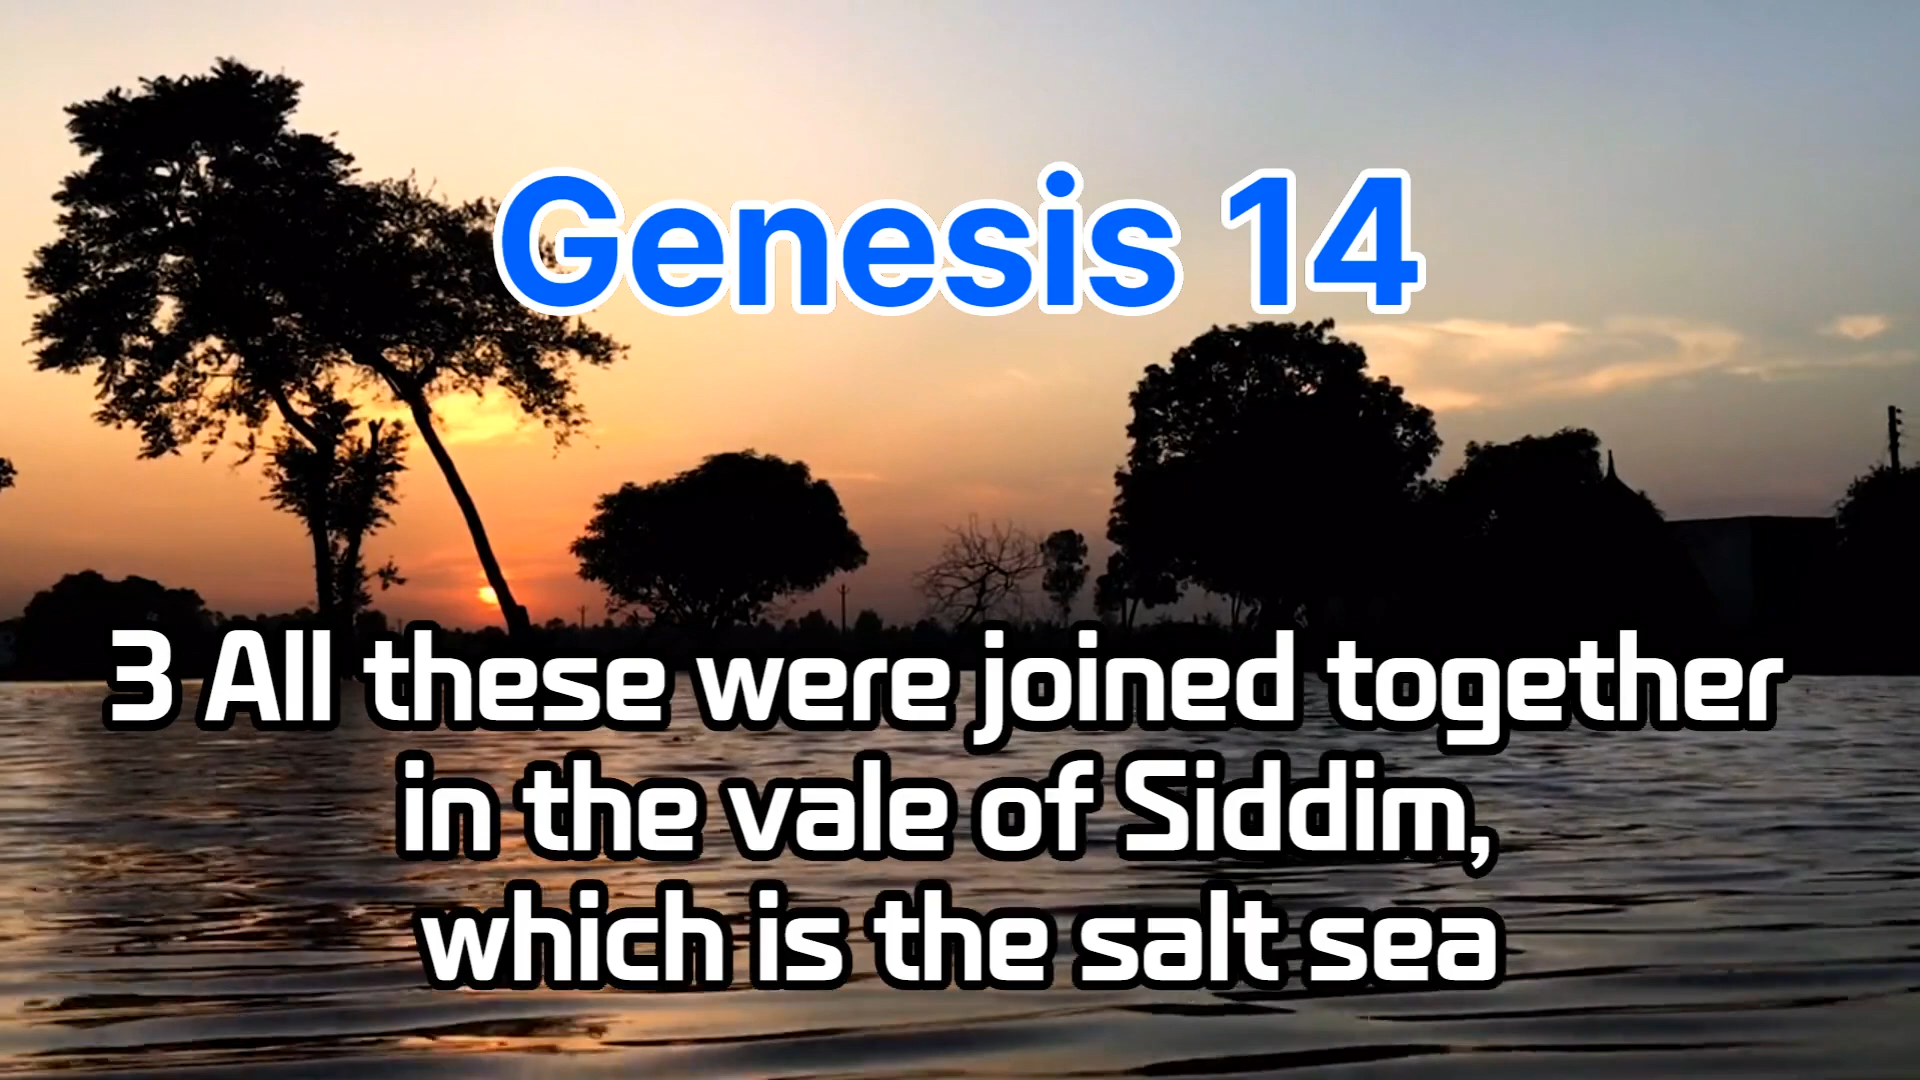 Genesis 14
3 All these were joined together
in the vale of Siddim,
which is the salt sea